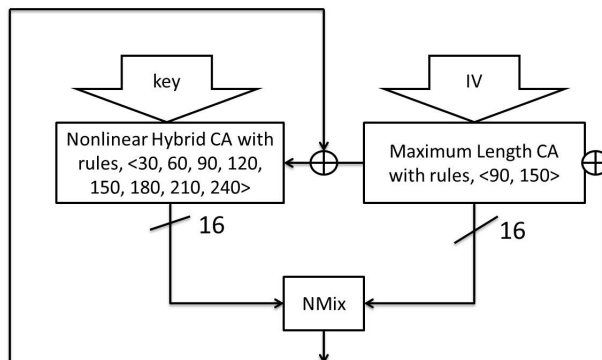 key
IV
Nonlinear Hybrid CA with
rules, <30, 60, 90, 120,
150, 180, 210, 240>
Maximum Length CA
with rules, <90, 150>
16
16
NMix